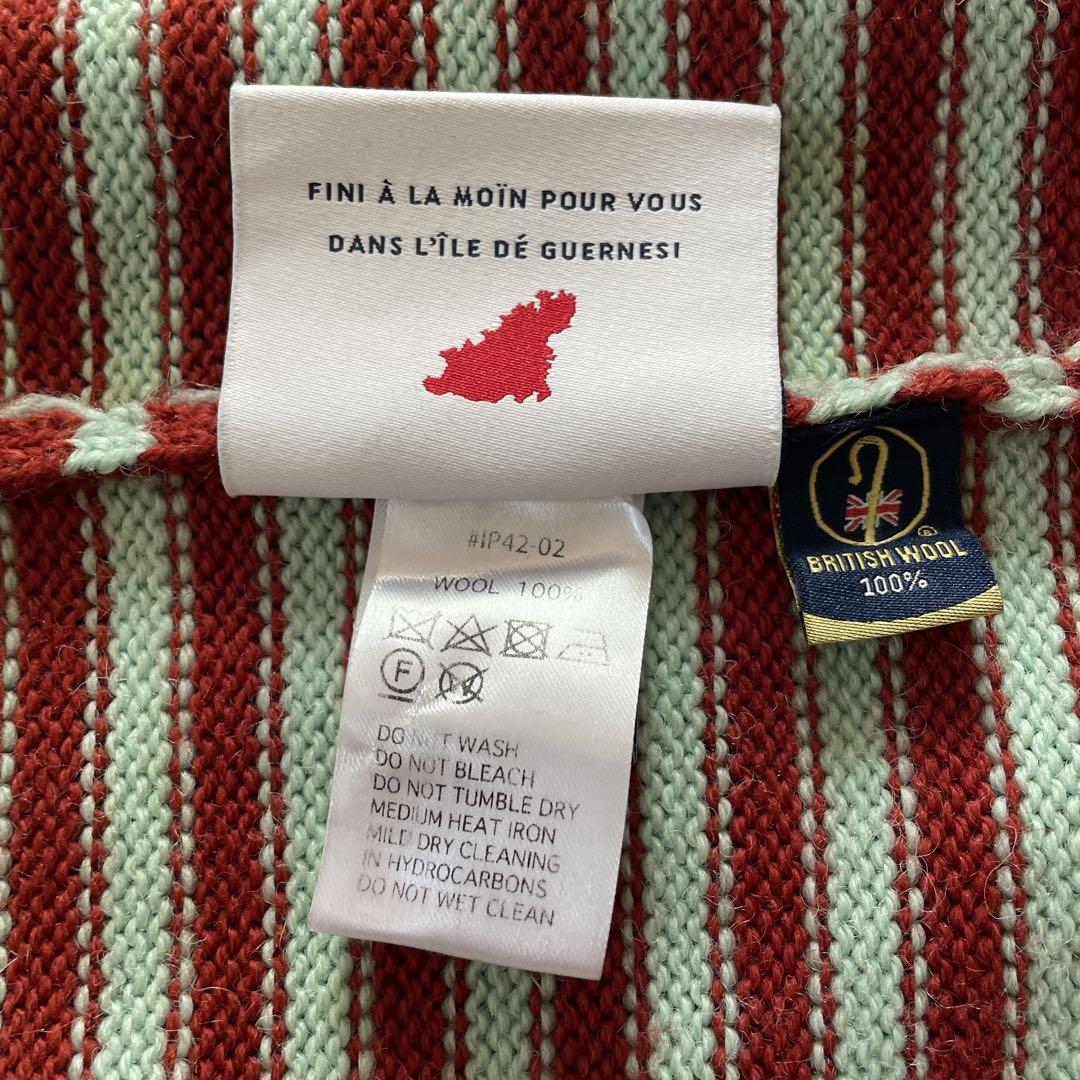 FINI À LA MOÏN POUR VOUS
DANS L'ÎLE DÉ GUERNESI
#IP42-02
WOOL 100%
F
DO NOT WASH
DO NOT BLEACH
DO NOT TUMBLE DRY
MEDIUM HEAT IRON
MILD DRY CLEANING
IN HYDROCARBONS
DO NOT WET CLEAN
BRITISH WOOL ®
100%